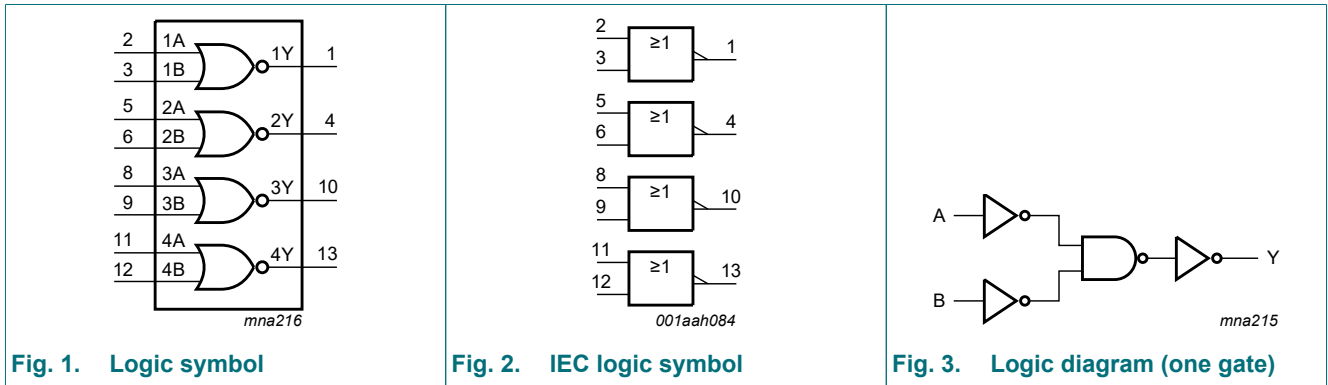 2 1A 1Y 1
3 1B
5 2A 2Y 4
6 2B
8 3A 3Y 10
9 3B
11 4A 4Y 13
12 4B
mna216
Fig. 1. Logic symbol
2 ≥1 1
3
5 ≥1 4
6
8 ≥1 10
9
11 ≥1 13
12
001aah084
Fig. 2. IEC logic symbol
A
B
Y
mna215
Fig. 3. Logic diagram (one gate)